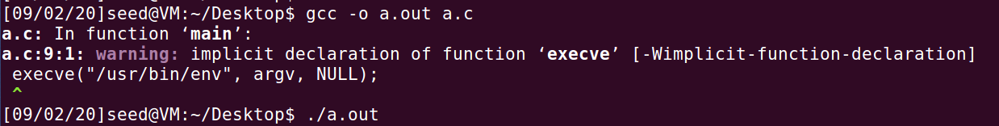 [09/02/20]seed@VM:~/Desktop$ gcc -o a.out a.c
a.c: In function ‘main’:
a.c:9:1: warning: implicit declaration of function ‘execve’ [-Wimplicit-function-declaration]
 execve("/usr/bin/env", argv, NULL);
 ^
[09/02/20]seed@VM:~/Desktop$ ./a.out